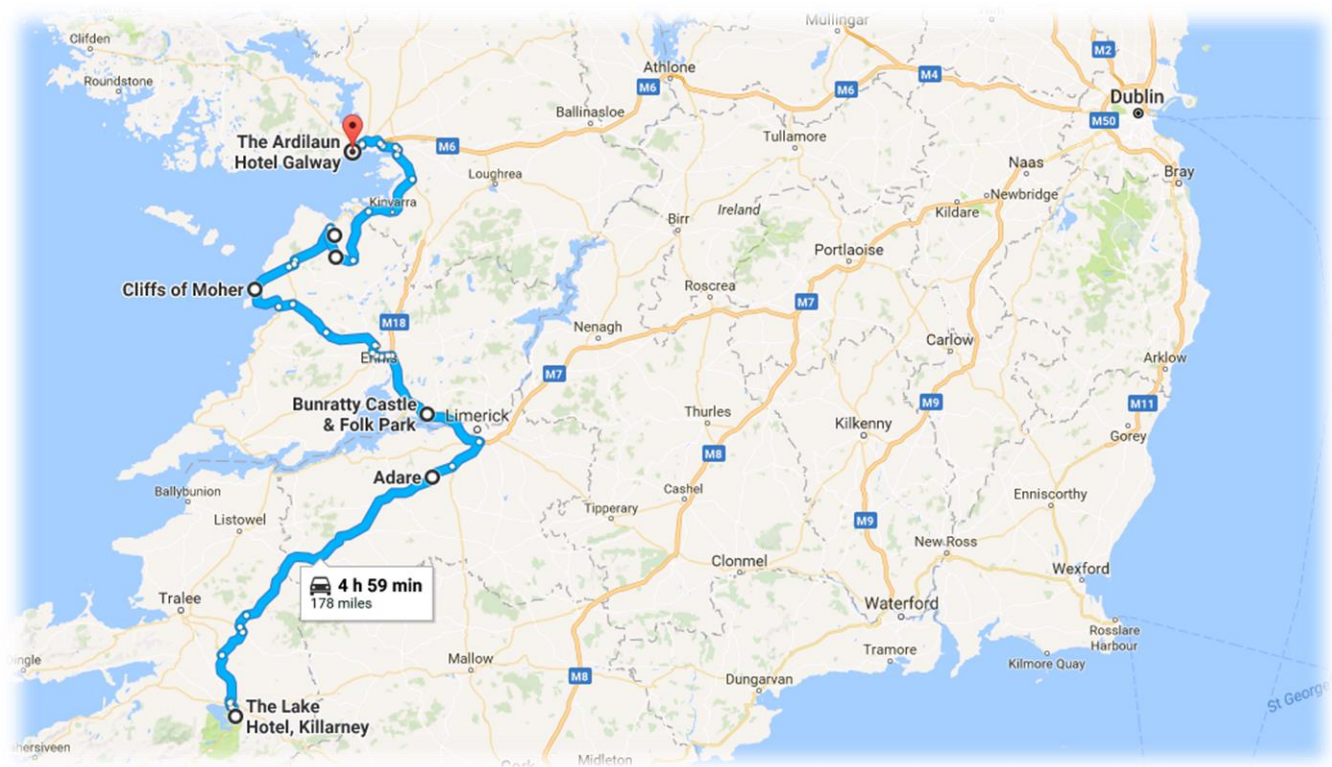 Mullingar
Clifden
M2
Athlone
M4
Roundstone
M6
M6
Dublin
Ballinasloe
M50
The Ardilaun
Hotel Galway
Tullamore
M6
Naas
Loughrea
Bray
Newbridge
Kinvarra
Kildare
Ireland
Birr
Portlaoise
Cliffs of Moher
Roscrea
M7
M18
Nenagh
Carlow
Ennis
Arklow
M7
Bunratty Castle
& Folk Park
Limerick
M9
M11
Thurles
Kilkenny
Gorey
M8
Adare
Cashel
Ballybunion
Enniscorthy
Tipperary
Listowel
M9
New Ross
Clonmel
Wexford
4 h 59 min
178 miles
Tralee
Waterford
Rosslare
Harbour
Tramore
ingle
Mallow
Kilmore Quay
M8
Dungarvan
St George
The Lake
Hotel, Killarney
hersiveen
Midleton